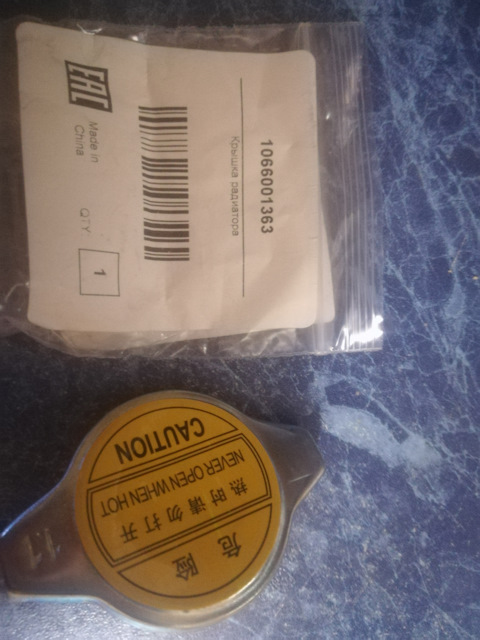 1066001363
Крышка радиатора
EAC
Made in
China
QTY
1
CAUTION
NEVER OPEN WHEN HOT
热时请勿打开
危险